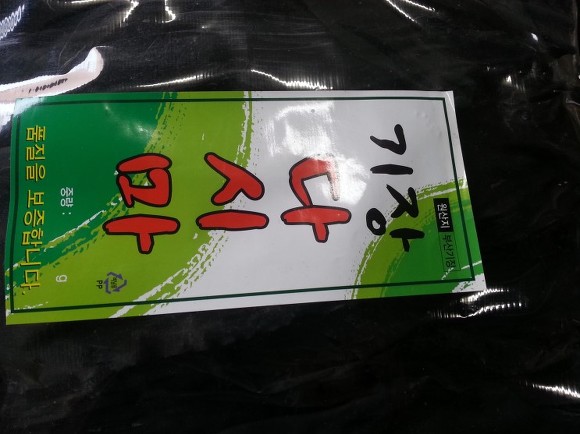 기장
원산지 부산기장
다시마
중량 : g
PP
품질을 보증합니다